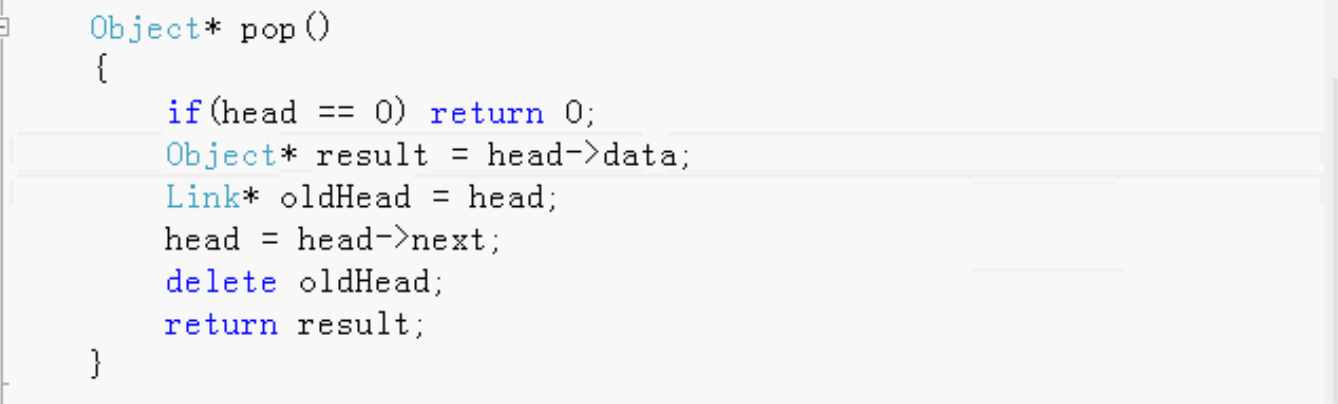 Object* pop()
{
if(head == 0) return 0;
Object* result = head->data;
Link* oldHead = head;
head = head->next;
delete oldHead;
return result;
}